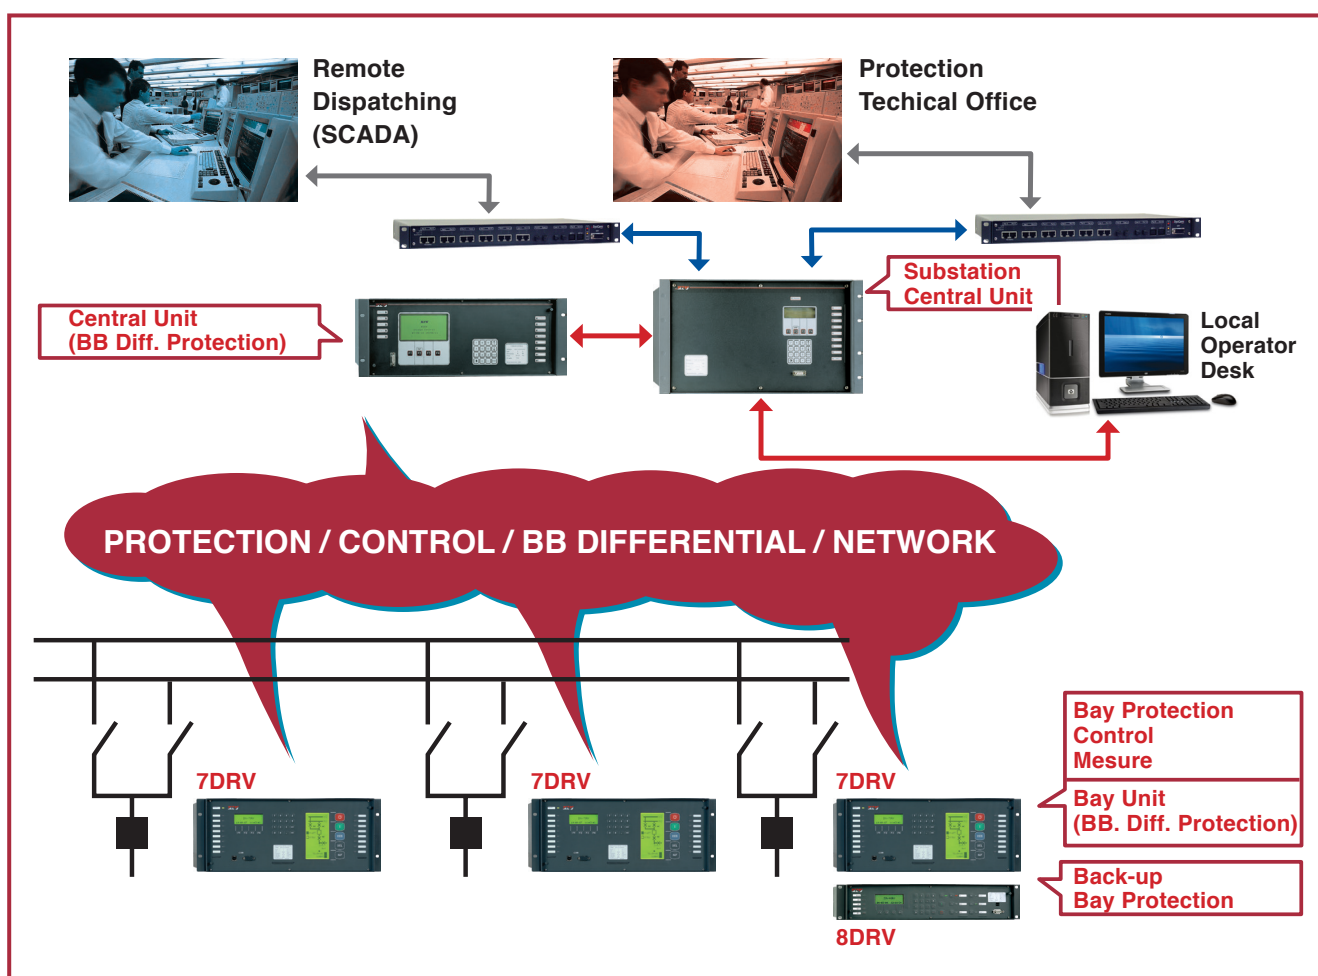 Remote
Dispatching
(SCADA)
Protection
Techical Office
Substation
Central Unit
Central Unit
(BB Diff. Protection)
Local
Operator
Desk
PROTECTION / CONTROL / BB DIFFERENTIAL / NETWORK
7DRV
7DRV
7DRV
Bay Protection
Control
Mesure
Bay Unit
(BB. Diff. Protection)
Back-up
Bay Protection
8DRV